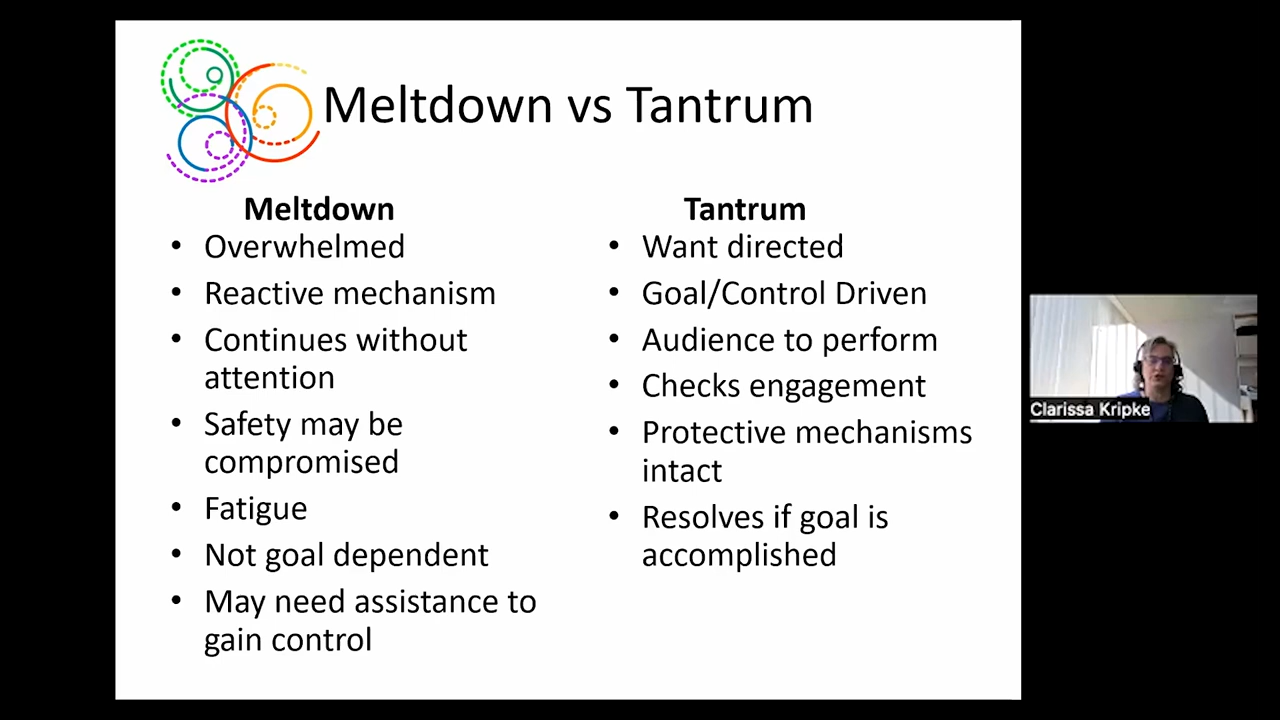 Meltdown vs Tantrum
Meltdown
• Overwhelmed
• Reactive mechanism
• Continues without
attention
• Safety may be
compromised
• Fatigue
• Not goal dependent
• May need assistance to
gain control
Tantrum
• Want directed
• Goal/Control Driven
• Audience to perform
• Checks engagement
• Protective mechanisms
intact
• Resolves if goal is
accomplished
Clarissa Kripke